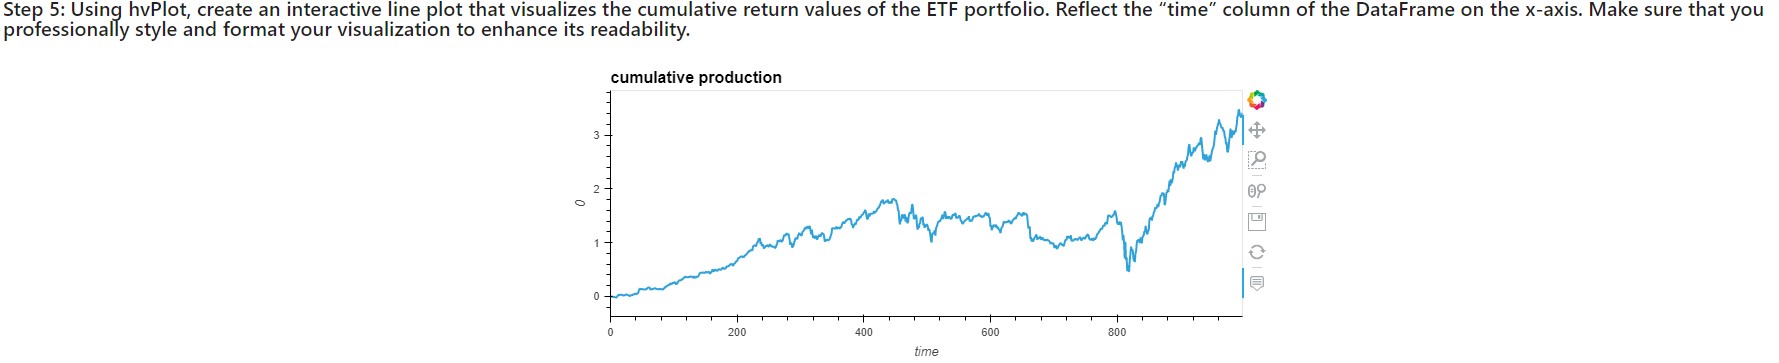 Step 5: Using hvPlot, create an interactive line plot that visualizes the cumulative return values of the ETF portfolio. Reflect the “time” column of the DataFrame on the x-axis. Make sure that you
professionally style and format your visualization to enhance its readability.
cumulative production
3
2
1
0
0
0
200
400
600
800
time